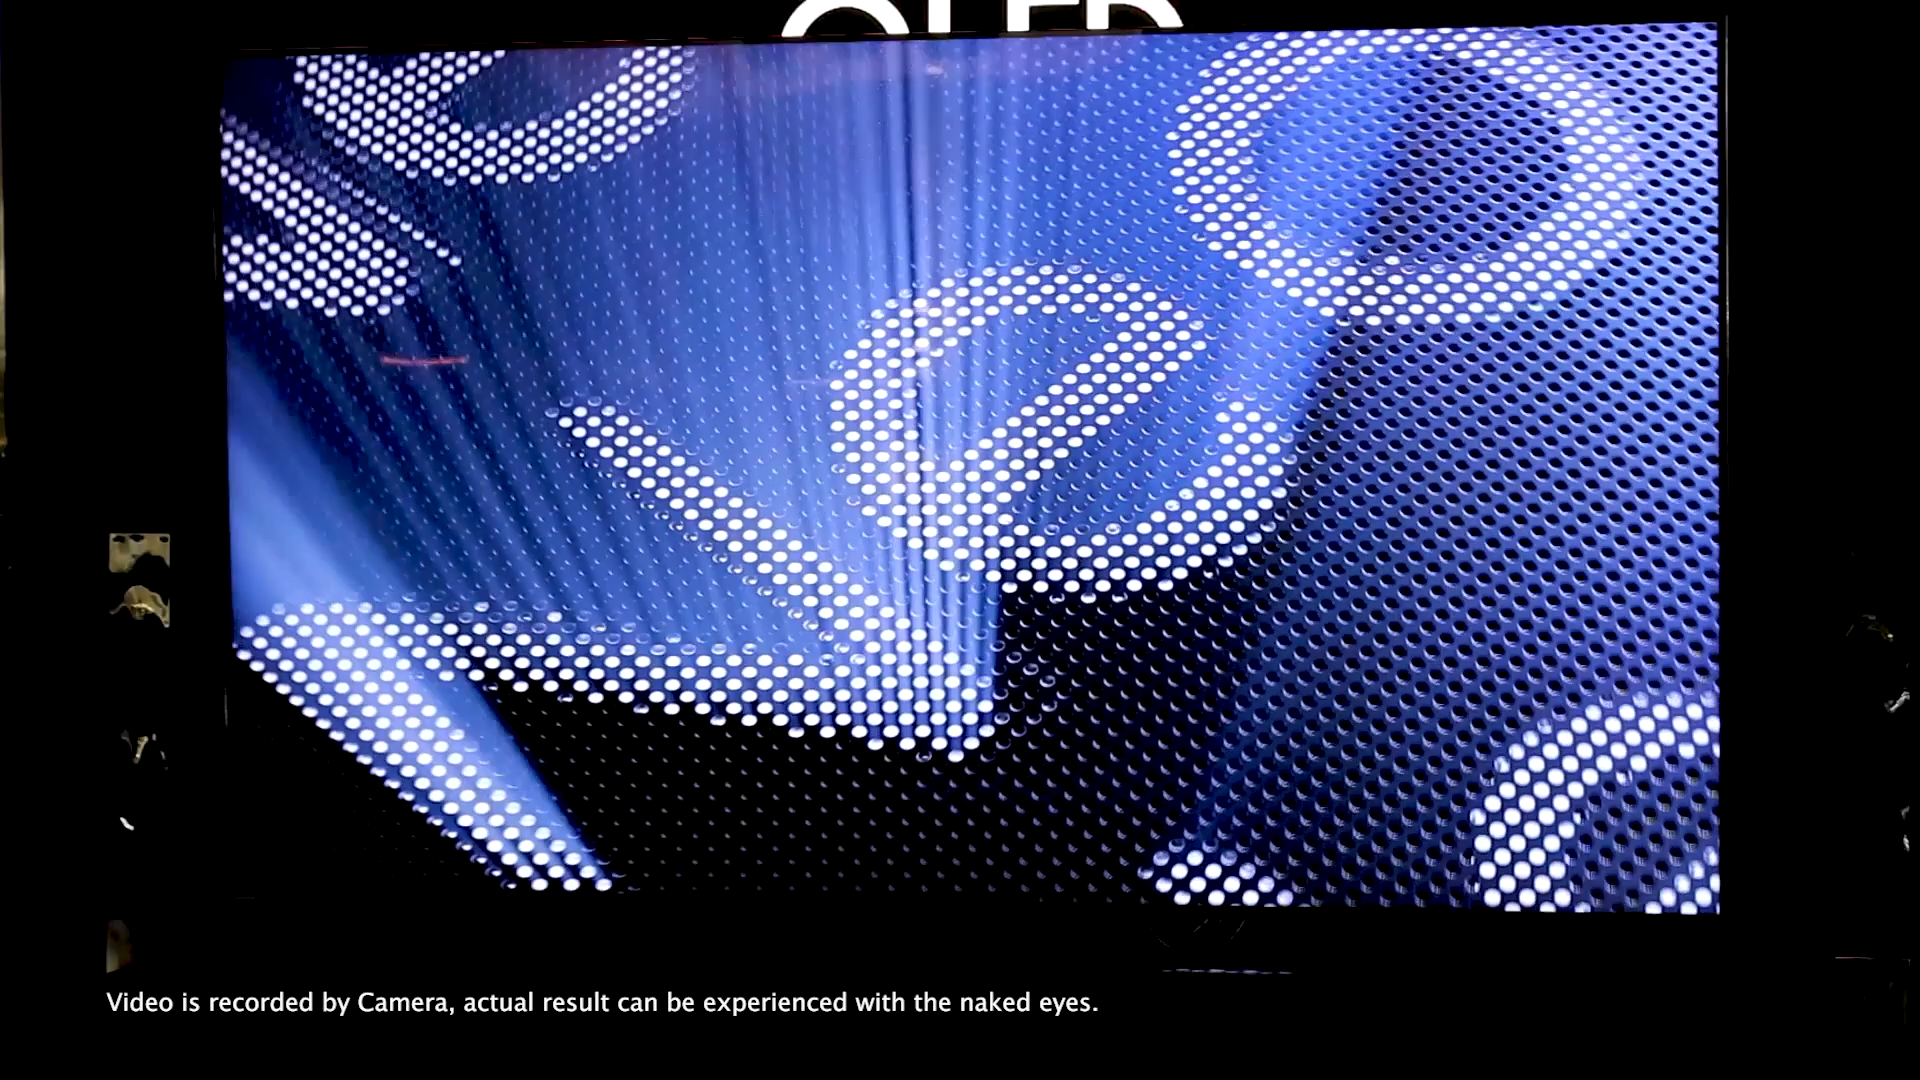 Video is recorded by Camera, actual result can be experienced with the naked eyes.